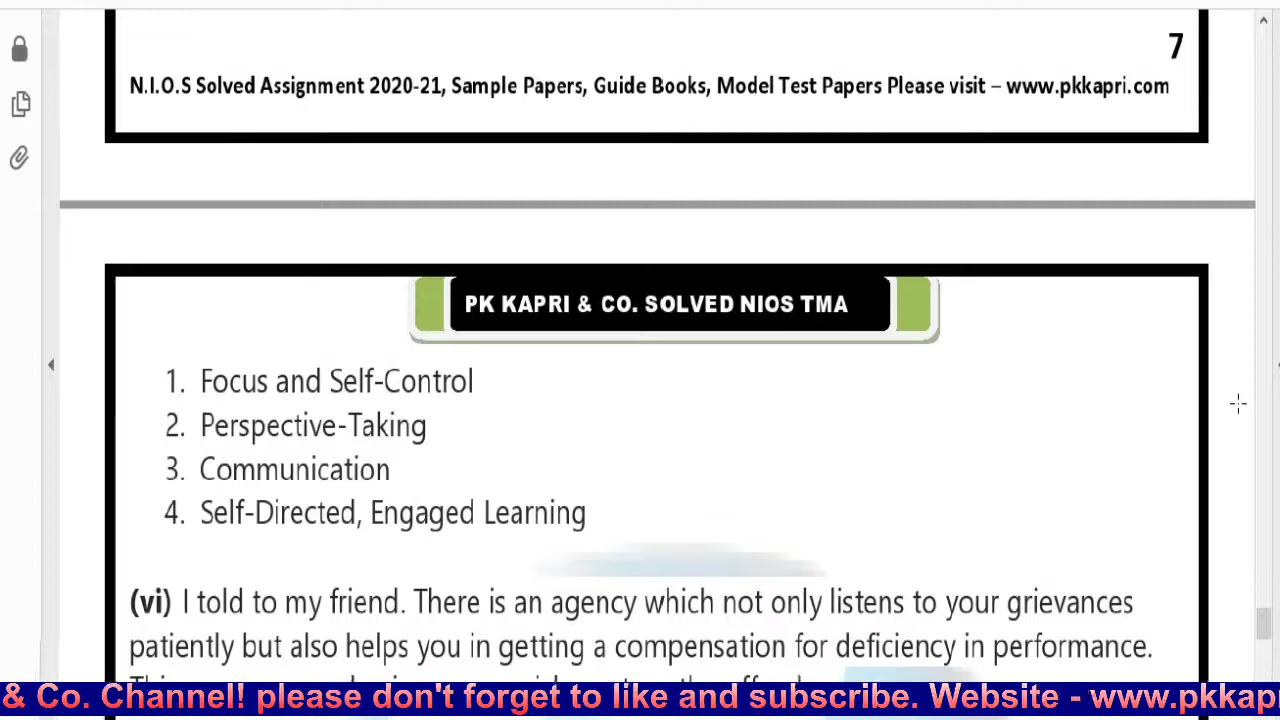 7
N.I.O.S Solved Assignment 2020-21, Sample Papers, Guide Books, Model Test Papers Please visit – www.pkkapri.com
PK KAPRI & CO. SOLVED NIOS TMA
1. Focus and Self-Control
2. Perspective-Taking
3. Communication
4. Self-Directed, Engaged Learning
(vi) I told to my friend. There is an agency which not only listens to your grievances
patiently but also helps you in getting a compensation for deficiency in performance.
& Co. Channel! please don't forget to like and subscribe. Website - www.pkkap